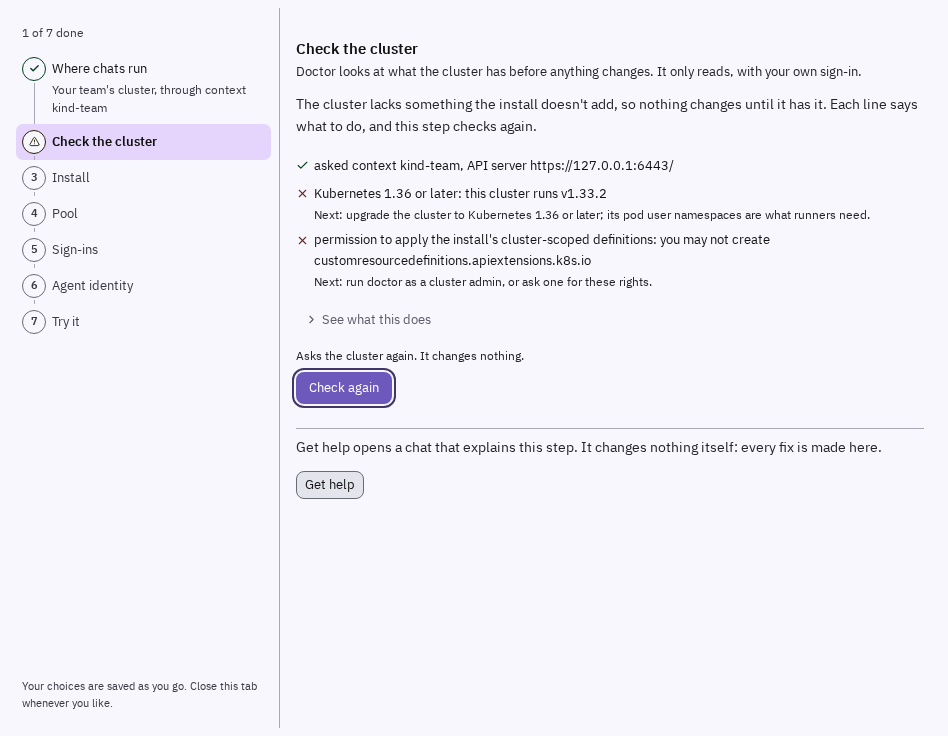 1 of 7 done
Where chats run
Your team's cluster, through context
kind-team
Check the cluster
3 Install
4 Pool
5 Sign-ins
6 Agent identity
7 Try it
Your choices are saved as you go. Close this tab
whenever you like.
Check the cluster
Doctor looks at what the cluster has before anything changes. It only reads, with your own sign-in.
The cluster lacks something the install doesn't add, so nothing changes until it has it. Each line says
what to do, and this step checks again.
asked context kind-team, API server https://127.0.0.1:6443/
Kubernetes 1.36 or later: this cluster runs v1.33.2
Next: upgrade the cluster to Kubernetes 1.36 or later; its pod user namespaces are what runners need.
permission to apply the install's cluster-scoped definitions: you may not create
customresourcedefinitions.apiextensions.k8s.io
Next: run doctor as a cluster admin, or ask one for these rights.
See what this does
Asks the cluster again. It changes nothing.
Check again
Get help opens a chat that explains this step. It changes nothing itself: every fix is made here.
Get help